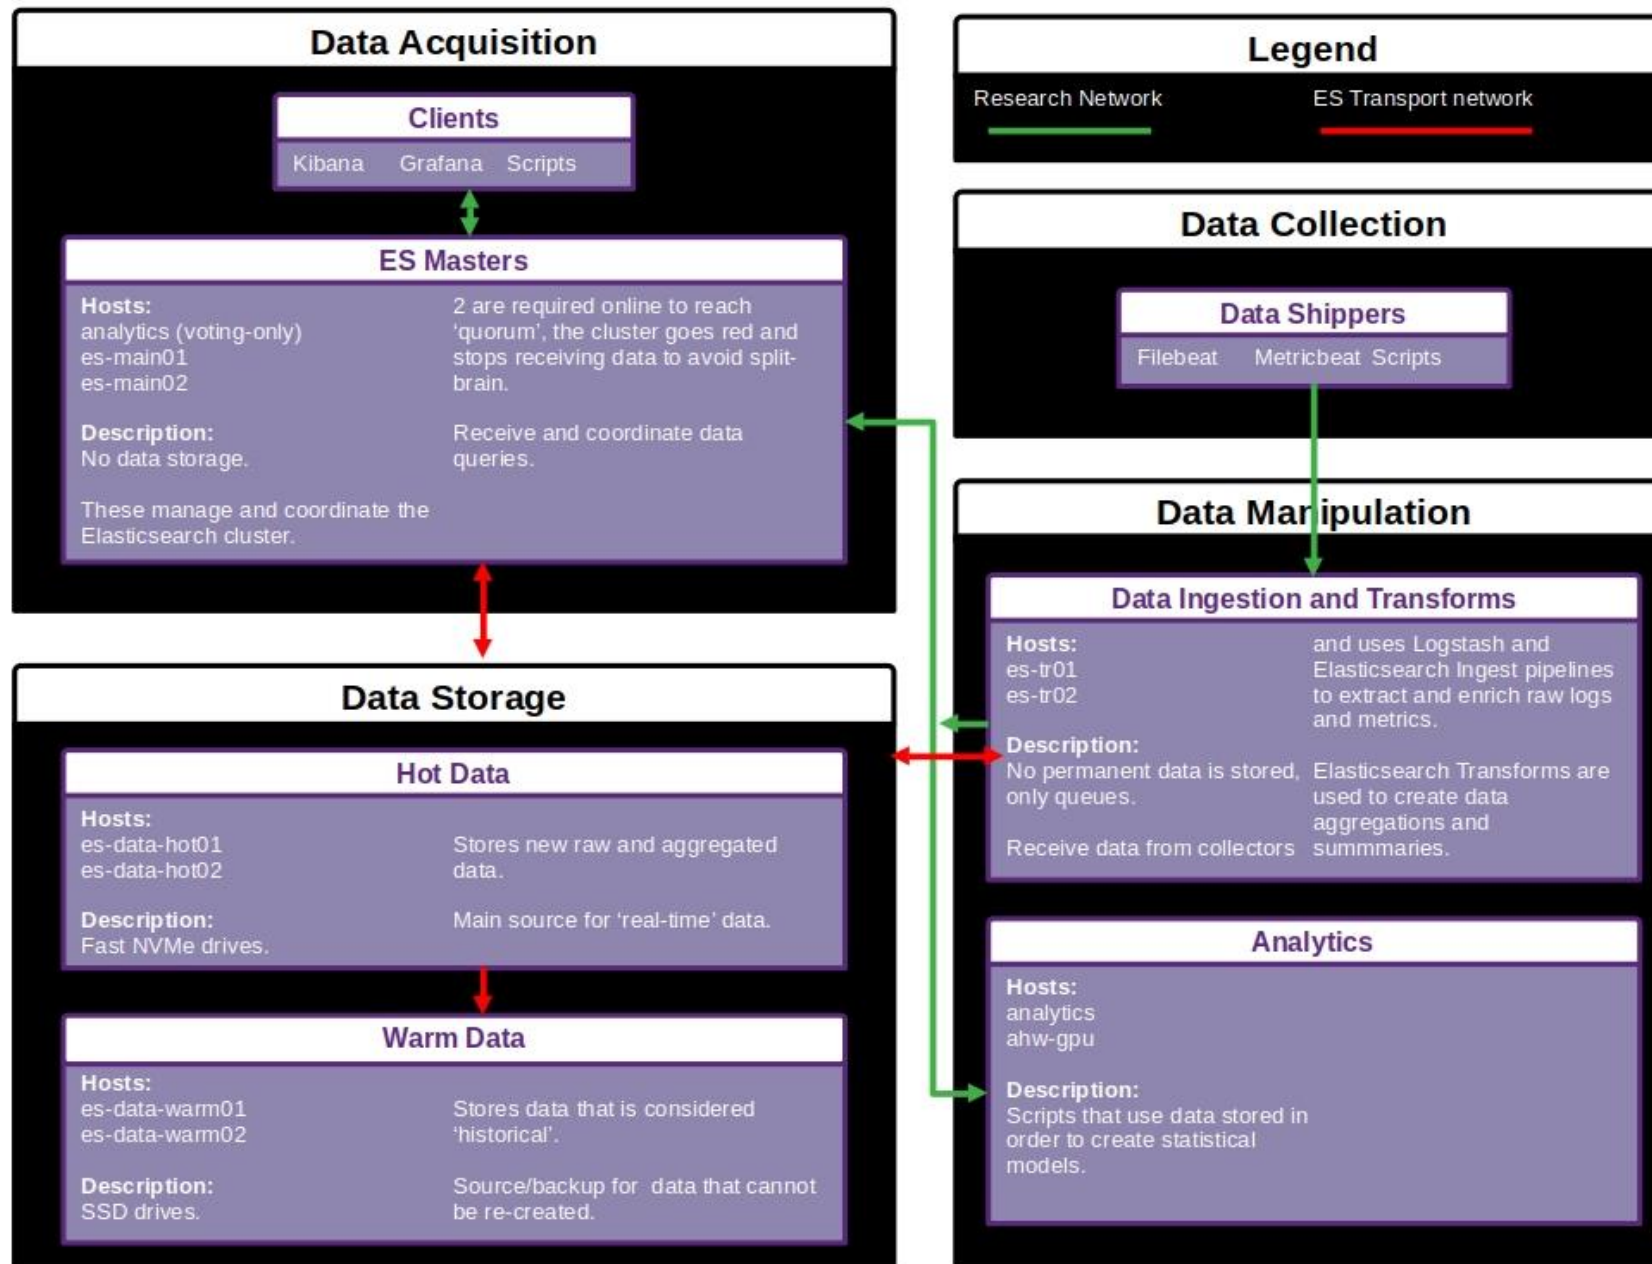 Data Acquisition
Clients
Kibana Grafana Scripts
ES Masters
Hosts:
analytics (voting-only)
es-main01
es-main02
Description:
No data storage.
These manage and coordinate the
Elasticsearch cluster.
2 are required online to reach
‘quorum’, the cluster goes red and
stops receiving data to avoid split-
brain.
Receive and coordinate data
queries.
Data Storage
Hot Data
Hosts:
es-data-hot01
es-data-hot02
Description:
Fast NVMe drives.
Stores new raw and aggregated
data.
Main source for ‘real-time’ data.
Warm Data
Hosts:
es-data-warm01
es-data-warm02
Description:
SSD drives.
Stores data that is considered
‘historical’.
Source/backup for data that cannot
be re-created.
Legend
Research Network
ES Transport network
Data Collection
Data Shippers
Filebeat Metricbeat Scripts
Data Manipulation
Data Ingestion and Transforms
Hosts:
es-tr01
es-tr02
Description:
No permanent data is stored,
only queues.
Receive data from collectors
and uses Logstash and
Elasticsearch Ingest pipelines
to extract and enrich raw logs
and metrics.
Elasticsearch Transforms are
used to create data
aggregations and
summmaries.
Analytics
Hosts:
analytics
ahw-gpu
Description:
Scripts that use data stored in
order to create statistical
models.